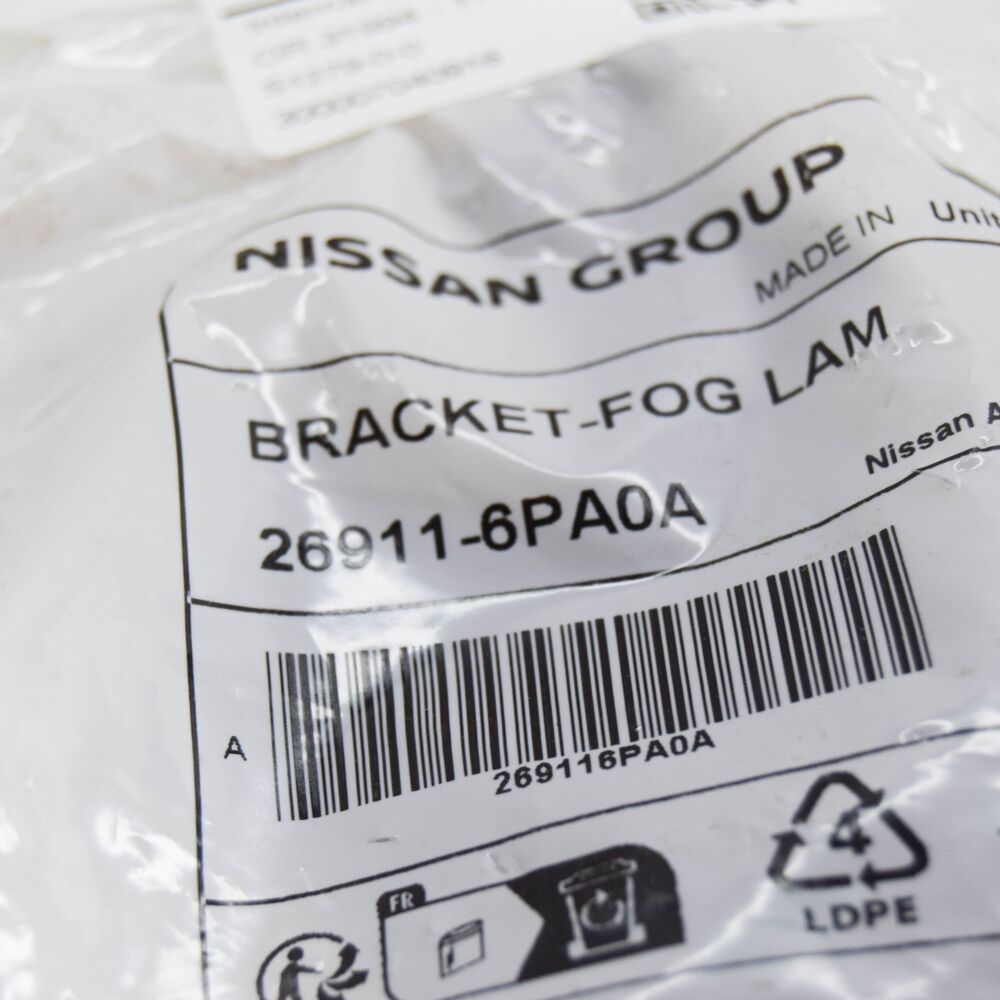 NISSAN GROUP
MADE IN
BRACKET-FOG LAM
Nissan
26911-6PA0A
A
269116PA0A
FR
4
LDPE